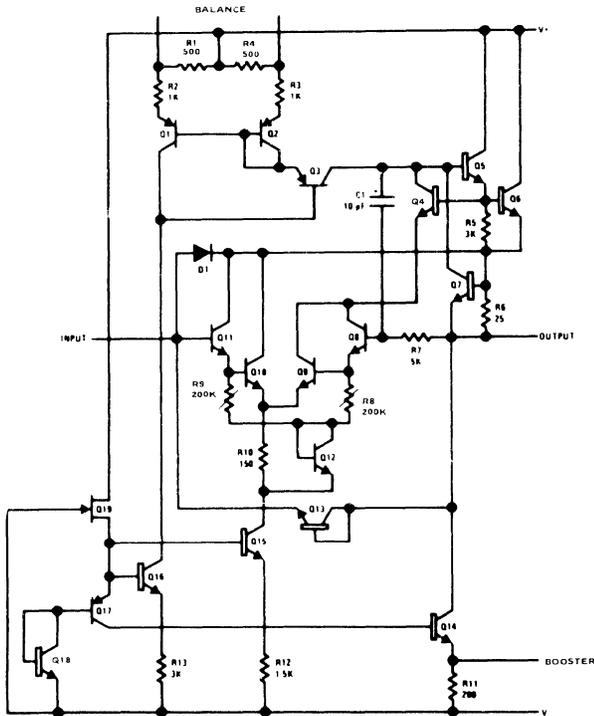 BALANCE
R1
500
R4
500
V+
R2
1K
R3
1K
Q1
Q2
Q3
Q5
C1
10 pF
Q4
Q6
R5
3K
D1
Q7
R6
25
INPUT
Q11
Q10
Q9
Q8
R7
5K
OUTPUT
R9
200K
R8
200K
R10
150
Q12
Q19
Q13
Q15
Q16
Q17
Q14
Q18
R13
3K
R12
1.5K
BOOSTER
R11
200
V